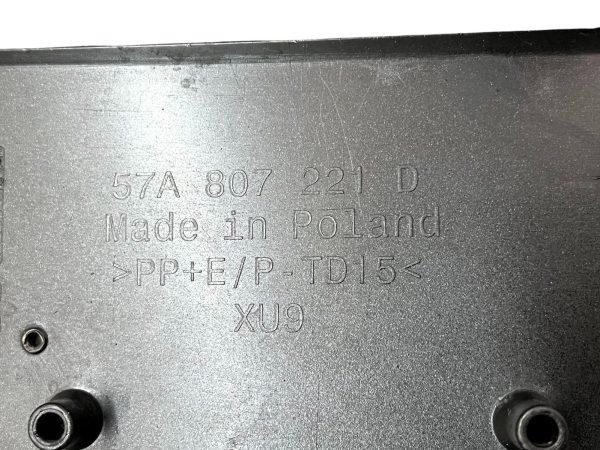 57A 807 221 D
Made in Poland
>PP+E/P-TD15<
XU9